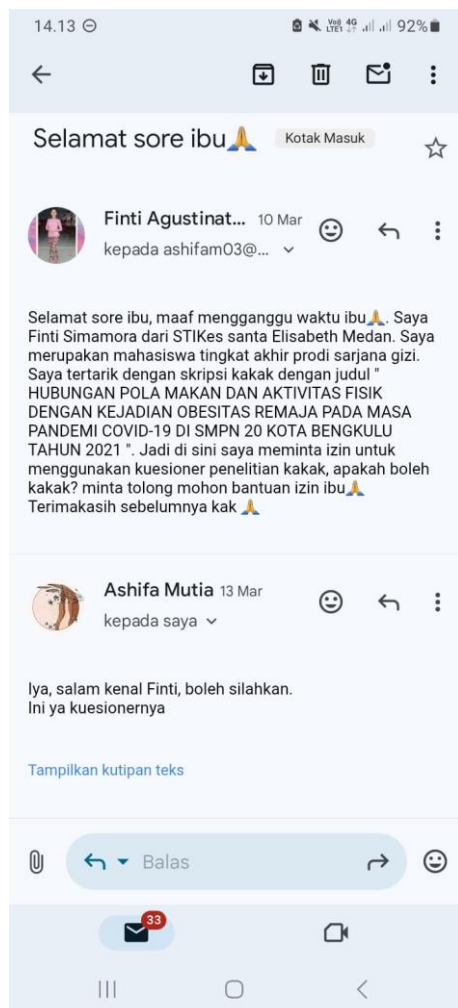 14.13
Vo)) 4G
LTE1
92%
Selamat sore ibu🙏 Kotak Masuk
Finti Agustinat... 10 Mar
kepada ashifam03@...
Selamat sore ibu, maaf mengganggu waktu ibu🙏. Saya
Finti Simamora dari STIKes santa Elisabeth Medan. Saya
merupakan mahasiswa tingkat akhir prodi sarjana gizi.
Saya tertarik dengan skripsi kakak dengan judul "
HUBUNGAN POLA MAKAN DAN AKTIVITAS FISIK
DENGAN KEJADIAN OBESITAS REMAJA PADA MASA
PANDEMI COVID-19 DI SMPN 20 KOTA BENGKULU
TAHUN 2021 ". Jadi di sini saya meminta izin untuk
menggunakan kuesioner penelitian kakak, apakah boleh
kakak? minta tolong mohon bantuan izin ibu🙏
Terimakasih sebelumnya kak 🙏
Ashifa Mutia 13 Mar
kepada saya
Iya, salam kenal Finti, boleh silahkan.
Ini ya kuesionernya
Tampilkan kutipan teks
Balas
33